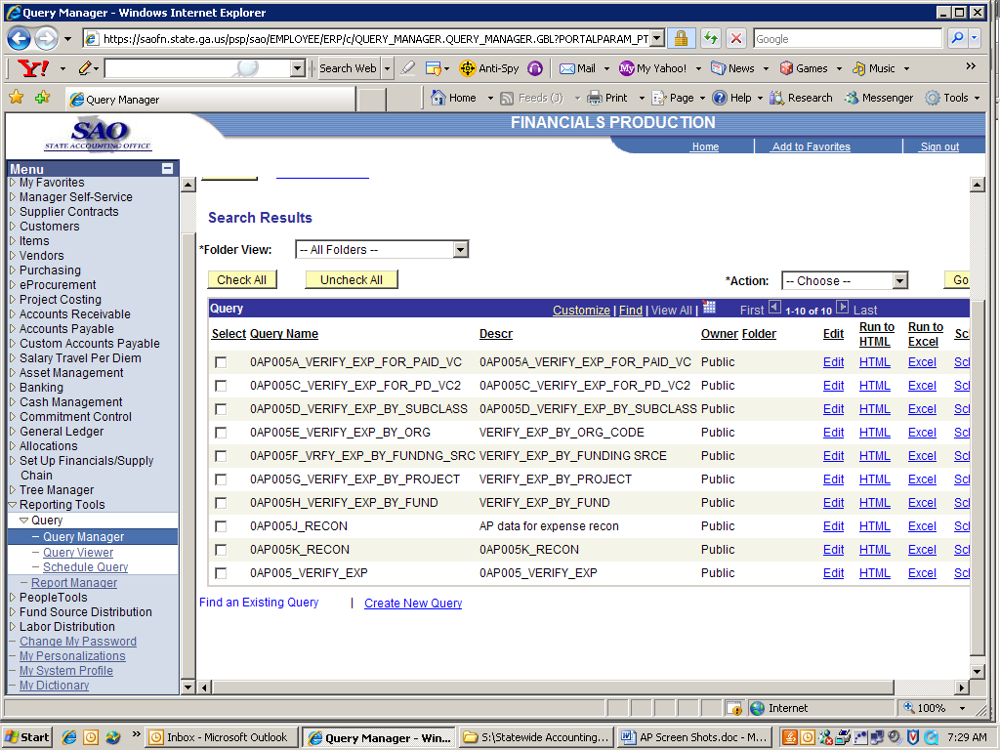 Query Manager - Windows Internet Explorer
https://saofn.state.ga.us/psp/sao/EMPLOYEE/ERP/c/QUERY_MANAGER.QUERY_MANAGER.GBL?PORTALPARAM_PT
Google
Y! Search Web Anti-Spy Mail My Yahoo! News Games Music »
Query Manager Home Feeds (J) Print Page Help Research Messenger Tools
SAO
STATE ACCOUNTING OFFICE
FINANCIALS PRODUCTION
Home Add to Favorites Sign out
Menu
My Favorites
Manager Self-Service
Supplier Contracts
Customers
Items
Vendors
Purchasing
eProcurement
Project Costing
Accounts Receivable
Accounts Payable
Custom Accounts Payable
Salary Travel Per Diem
Asset Management
Banking
Cash Management
Commitment Control
General Ledger
Allocations
Set Up Financials/Supply
Chain
Tree Manager
Reporting Tools
Query
Query Manager
Query Viewer
Schedule Query
Report Manager
PeopleTools
Fund Source Distribution
Labor Distribution
Change My Password
My Personalizations
My System Profile
My Dictionary
Search Results
*Folder View: -- All Folders --
Check All Uncheck All *Action: -- Choose -- Go
Query Customize | Find | View All | First 1-10 of 10 Last
Select Query Name Descr Owner Folder Edit Run to HTML Run to Excel Scl
0AP005A_VERIFY_EXP_FOR_PAID_VC 0AP005A_VERIFY_EXP_FOR_PAID_VC Public Edit HTML Excel Scl
0AP005C_VERIFY_EXP_FOR_PD_VC2 0AP005C_VERIFY_EXP_FOR_PD_VC2 Public Edit HTML Excel Scl
0AP005D_VERIFY_EXP_BY_SUBCLASS 0AP005D_VERIFY_EXP_BY_SUBCLASS Public Edit HTML Excel Scl
0AP005E_VERIFY_EXP_BY_ORG VERIFY_EXP_BY_ORG_CODE Public Edit HTML Excel Scl
0AP005F_VRFY_EXP_BY_FUNDNG_SRC VERIFY_EXP_BY_FUNDING SRCE Public Edit HTML Excel Scl
0AP005G_VERIFY_EXP_BY_PROJECT VERIFY_EXP_BY_PROJECT Public Edit HTML Excel Scl
0AP005H_VERIFY_EXP_BY_FUND VERIFY_EXP_BY_FUND Public Edit HTML Excel Scl
0AP005J_RECON AP data for expense recon Public Edit HTML Excel Scl
0AP005K_RECON 0AP005K_RECON Public Edit HTML Excel Scl
0AP005_VERIFY_EXP 0AP005_VERIFY_EXP Public Edit HTML Excel Scl
Find an Existing Query | Create New Query
Internet 100%
Start » Inbox - Microsoft Outlook Query Manager - Win... S:\Statewide Accounting... AP Screen Shots.doc - M... 7:29 AM